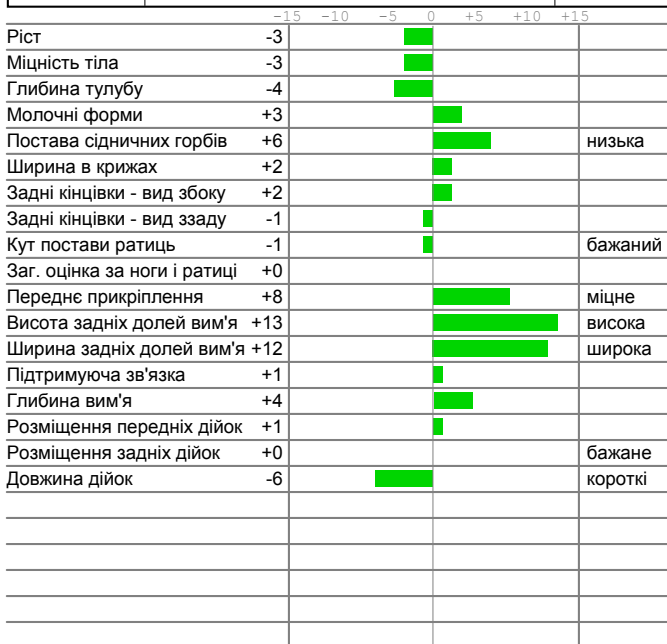 -15 -10 -5 0 +5 +10 +15
Ріст -3
Міцність тіла -3
Глибина тулубу -4
Молочні форми +3
Постава сідничних горбів +6 низька
Ширина в крижах +2
Задні кінцівки - вид збоку +2
Задні кінцівки - вид ззаду -1
Кут постави ратиць -1 бажаний
Заг. оцінка за ноги і ратиці +0
Переднє прикріплення +8 міцне
Висота задніх долей вим'я +13 висока
Ширина задніх долей вим'я +12 широка
Підтримуюча зв'язка +1
Глибина вим'я +4
Розміщення передніх дійок +1
Розміщення задніх дійок +0 бажане
Довжина дійок -6 короткі